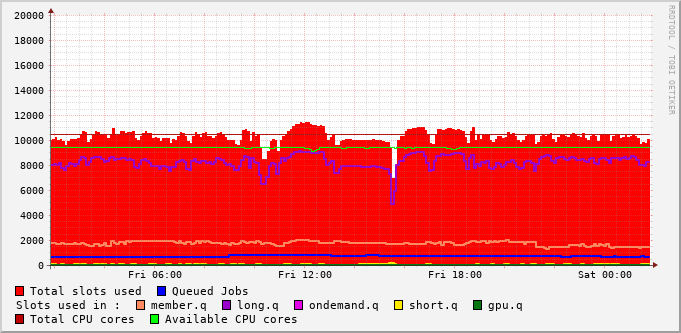 20000
18000
16000
14000
12000
10000
8000
6000
4000
2000
0
Fri 06:00 Fri 12:00 Fri 18:00 Sat 00:00
RRDTOOL / TOBI OETIKER
Total slots used Queued Jobs
Slots used in : member.q long.q ondemand.q short.q gpu.q
Total CPU cores Available CPU cores